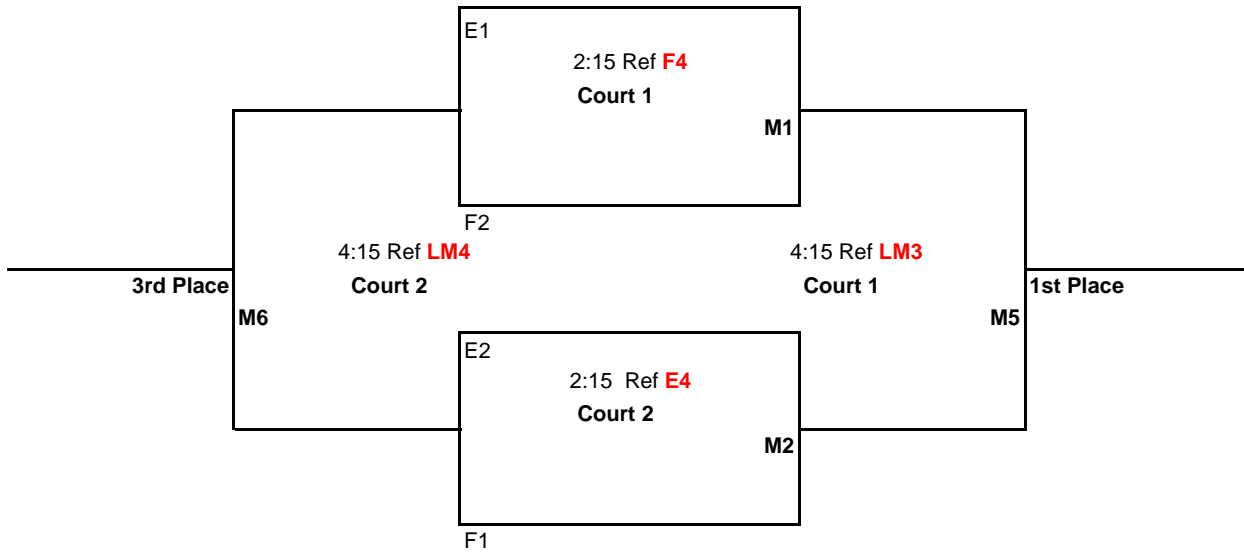 E1
2:15 Ref F4
Court 1
M1
F2
4:15 Ref LM4
4:15 Ref LM3
3rd Place
Court 2
Court 1
1st Place
M6
M5
E2
2:15 Ref E4
Court 2
M2
F1